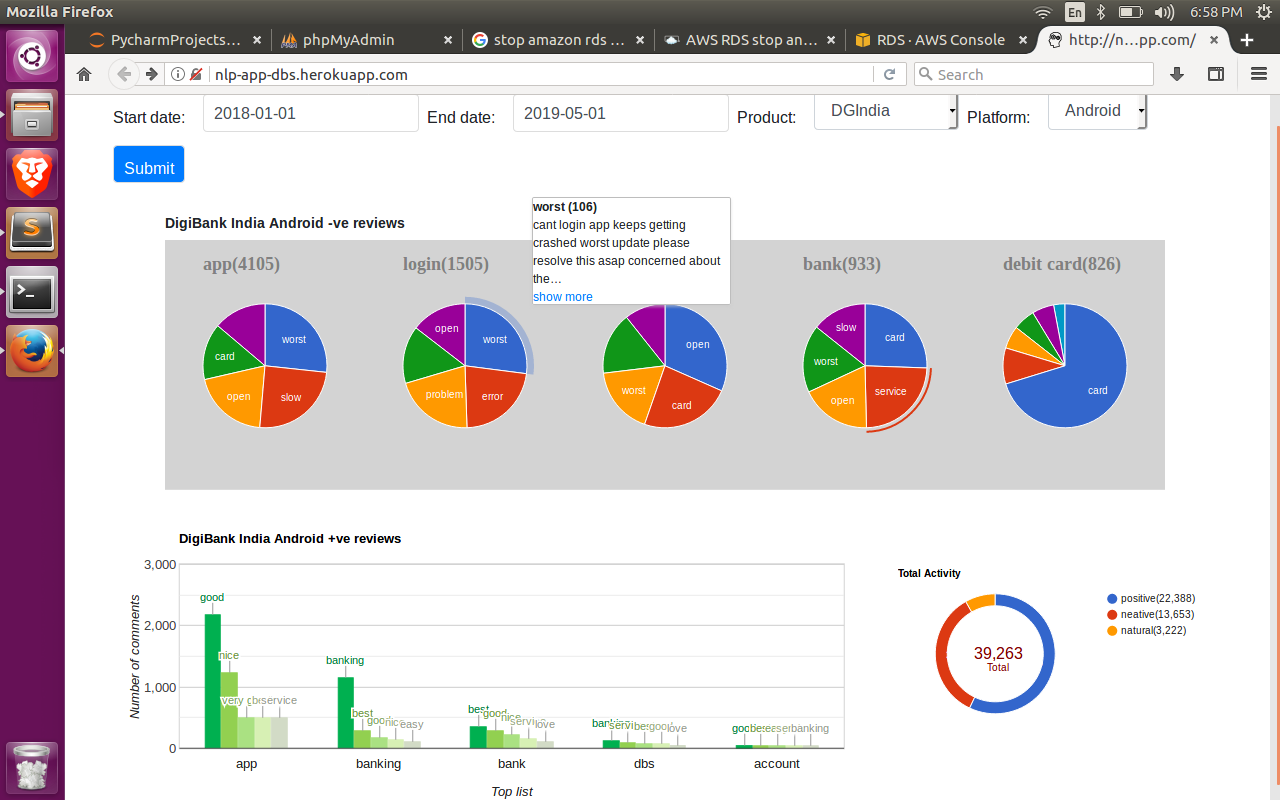 Mozilla Firefox
En
6:58 PM
PycharmProjects...
phpMyAdmin
stop amazon rds ...
AWS RDS stop an...
RDS · AWS Console
http://n...pp.com/
nlp-app-dbs.herokuapp.com
Search
Start date:
2018-01-01
End date:
2019-05-01
Product:
DGIndia
Platform:
Android
Submit
DigiBank India Android -ve reviews
worst (106)
cant login app keeps getting
crashed worst update please
resolve this asap concerned about
the...
show more
app(4105)
login(1505)
bank(933)
debit card(826)
worst
slow
open
card
worst
error
problem
open
open
card
worst
card
service
open
worst
slow
card
DigiBank India Android +ve reviews
Number of comments
3,000
2,000
1,000
0
good
nice
very
service
banking
best
easy
best
good
nice
love
love
banking
app
banking
bank
dbs
account
Top list
Total Activity
39,263
Total
positive(22,388)
neative(13,653)
natural(3,222)